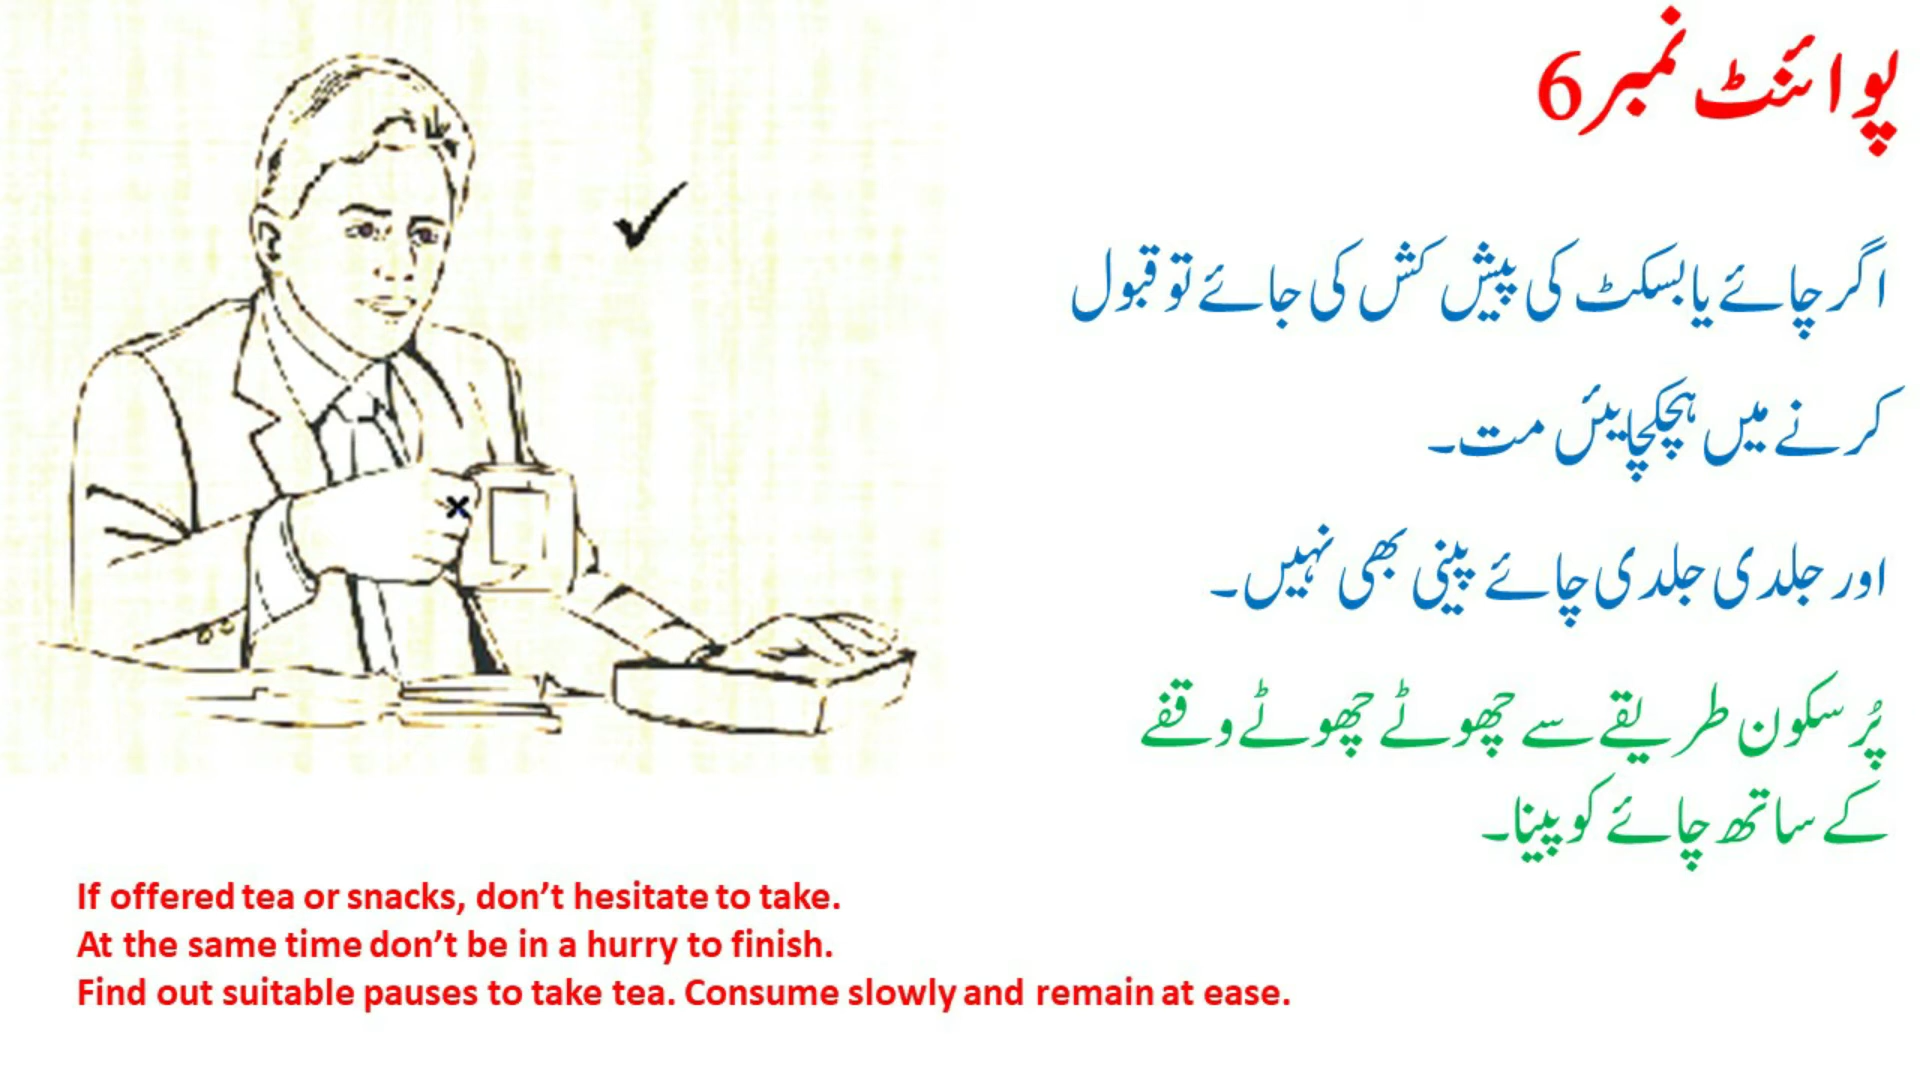 پوائنٹ نمبر 6
اگر چائے یا بسکٹ کی پیش کش کی جائے تو قبول
کرنے میں ہچکچایئں مت۔
اور جلدی جلدی چائے پینی بھی نہیں۔
پُر سکون طریقے سے چھوٹے چھوٹے وقفے
کے ساتھ چائے کو پینا۔
If offered tea or snacks, don’t hesitate to take.
At the same time don’t be in a hurry to finish.
Find out suitable pauses to take tea. Consume slowly and remain at ease.